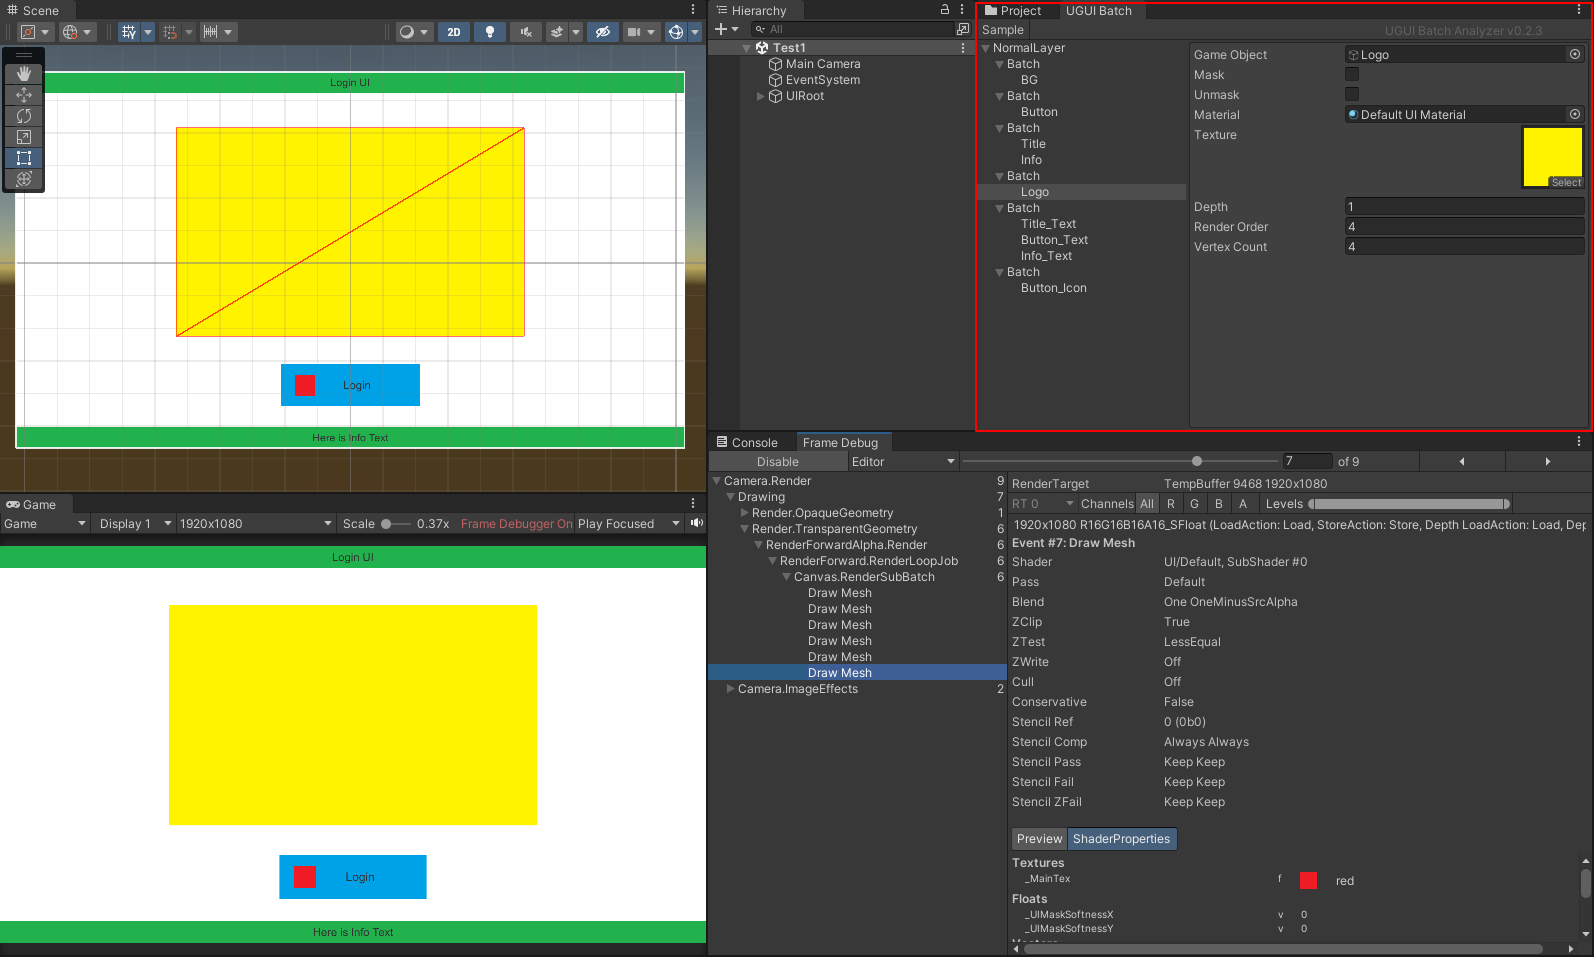 Scene
2D
Login UI
Login
Here is Info Text
Game
Game
Display 1
1920x1080
Scale
0.37x
Frame Debugger On
Play Focused
Login UI
Login
Here is Info Text
Hierarchy
All
Test1
Main Camera
EventSystem
UIRoot
Project
UGUI Batch
Sample
UGUI Batch Analyzer v0.2.3
NormalLayer
Batch
BG
Batch
Button
Batch
Title
Info
Batch
Logo
Batch
Title_Text
Button_Text
Info_Text
Batch
Button_Icon
Game Object
Logo
Mask
Unmask
Material
Default UI Material
Texture
Select
Depth
1
Render Order
4
Vertex Count
4
Console
Frame Debug
Disable
Editor
7
of 9
Camera.Render 9
Drawing 7
Render.OpaqueGeometry 1
Render.TransparentGeometry 6
RenderForwardAlpha.Render 6
RenderForward.RenderLoopJob 6
Canvas.RenderSubBatch 6
Draw Mesh
Draw Mesh
Draw Mesh
Draw Mesh
Draw Mesh
Draw Mesh
Camera.ImageEffects 2
RenderTarget TempBuffer 9468 1920x1080
RT 0 Channels All R G B A Levels
1920x1080 R16G16B16A16_SFloat (LoadAction: Load, StoreAction: Store, Depth LoadAction: Load, Dep
Event #7: Draw Mesh
Shader UI/Default, SubShader #0
Pass Default
Blend One OneMinusSrcAlpha
ZClip True
ZTest LessEqual
ZWrite Off
Cull Off
Conservative False
Stencil Ref 0 (0b0)
Stencil Comp Always Always
Stencil Pass Keep Keep
Stencil Fail Keep Keep
Stencil ZFail Keep Keep
Preview ShaderProperties
Textures
_MainTex f red
Floats
_UIMaskSoftnessX v 0
_UIMaskSoftnessY v 0